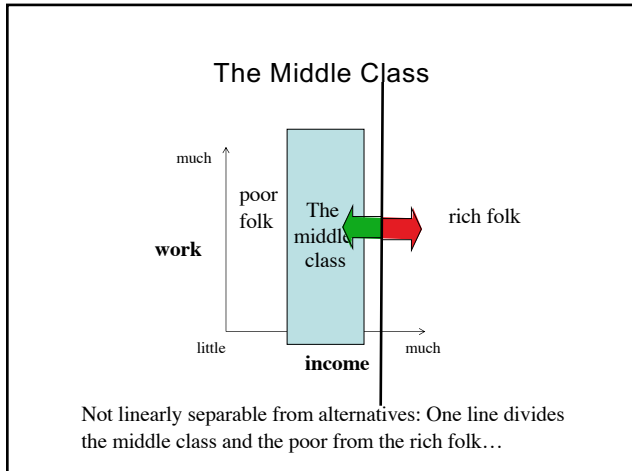 The Middle Class
much
poor
folk
The
middle
class
rich folk
work
little
income
much
Not linearly separable from alternatives: One line divides
the middle class and the poor from the rich folk…